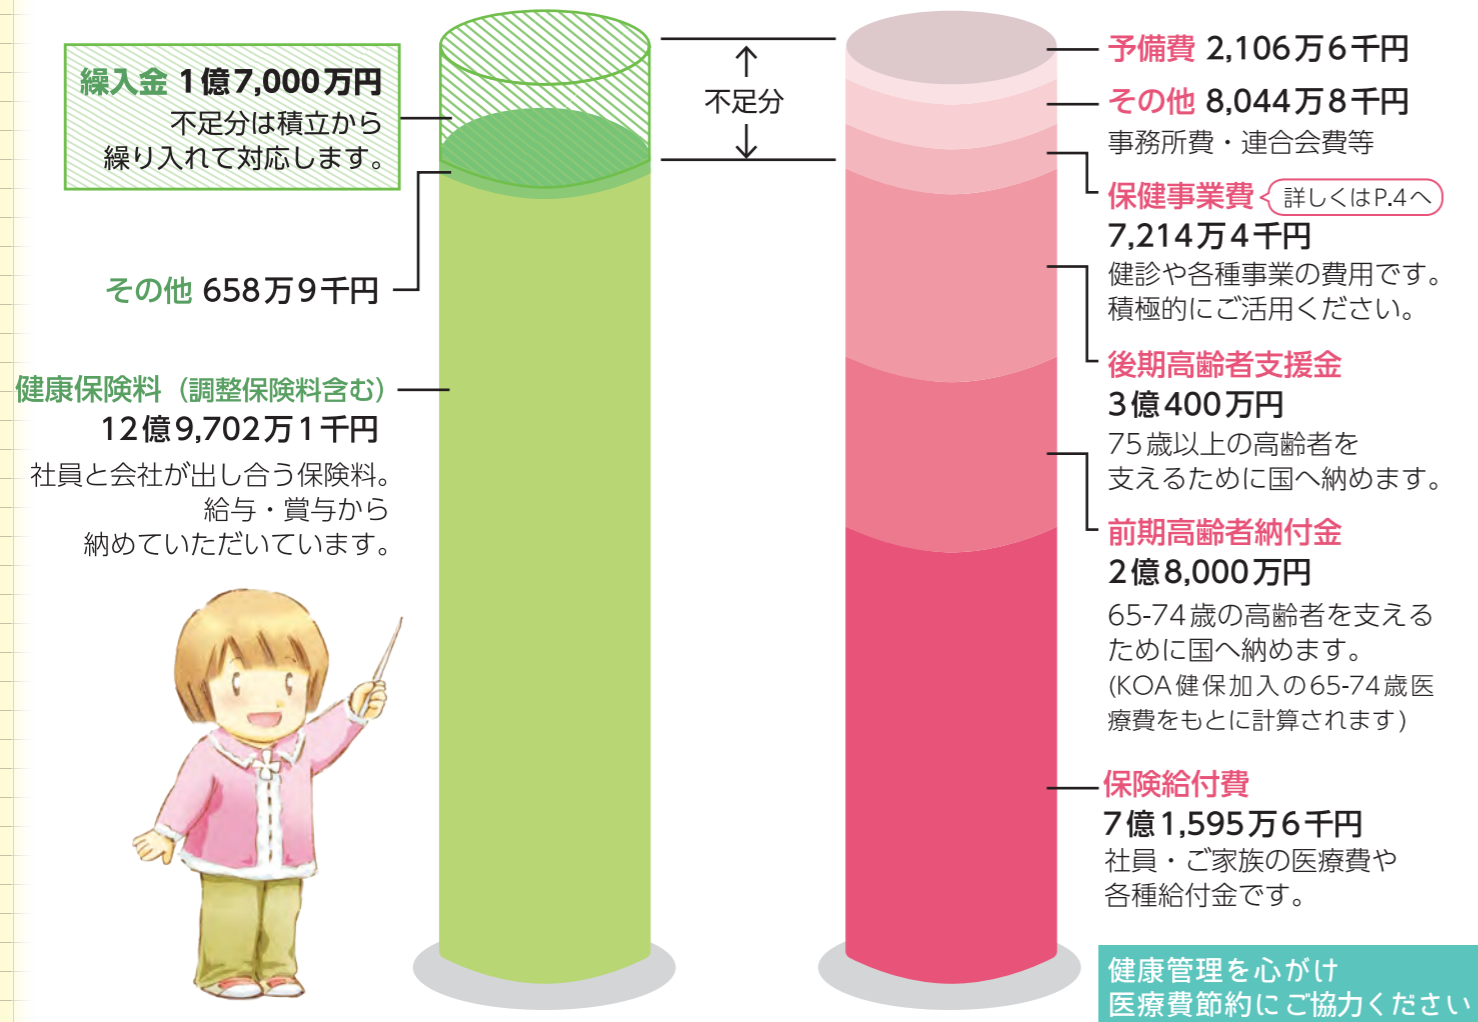 繰入金 1億7,000万円
不足分は積立から
繰り入れて対応します。
その他 658万9千円
健康保険料（調整保険料含む）
12億9,702万1千円
社員と会社が出し合う保険料。
給与・賞与から
納めていただいています。
不足分
予備費 2,106万6千円
その他 8,044万8千円
事務所費・連合会費等
保健事業費 詳しくはP.4へ
7,214万4千円
健診や各種事業の費用です。
積極的にご活用ください。
後期高齢者支援金
3億400万円
75歳以上の高齢者を
支えるために国へ納めます。
前期高齢者納付金
2億8,000万円
65-74歳の高齢者を支える
ために国へ納めます。
(KOA健保加入の65-74歳医
療費をもとに計算されます)
保険給付費
7億1,595万6千円
社員・ご家族の医療費や
各種給付金です。
健康管理を心がけ
医療費節約にご協力ください